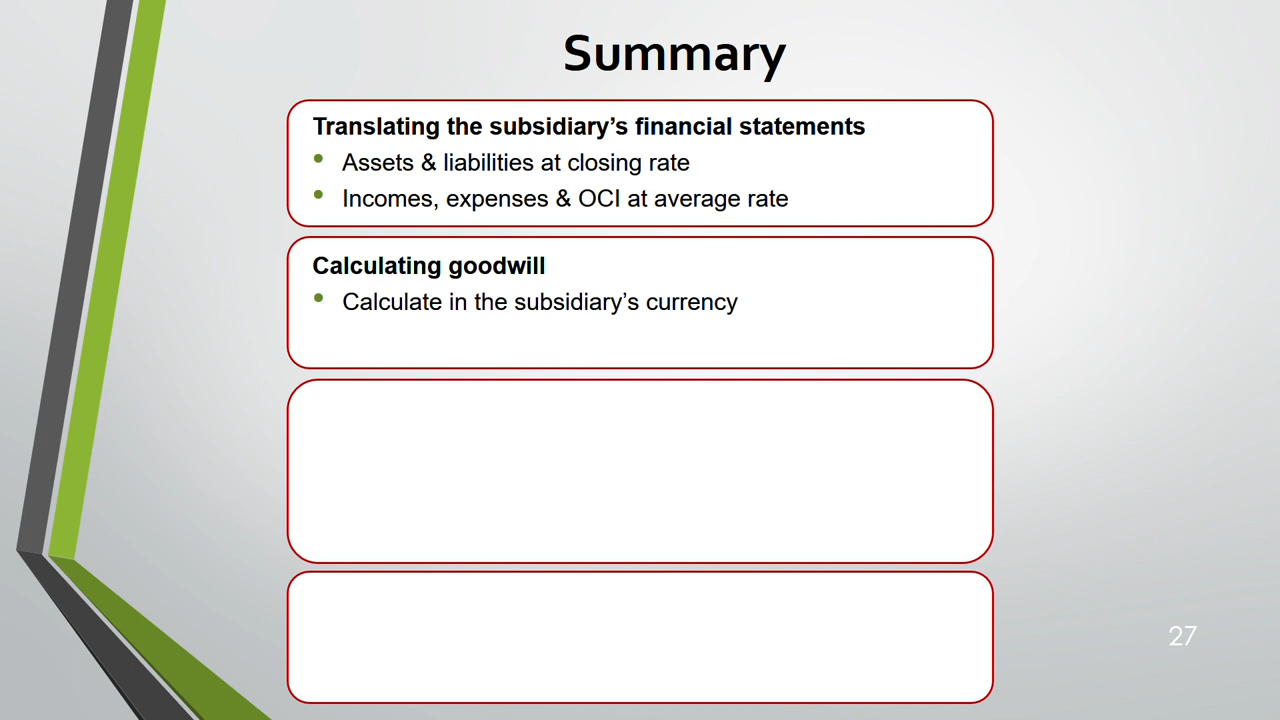 Summary
Translating the subsidiary’s financial statements
• Assets & liabilities at closing rate
• Incomes, expenses & OCI at average rate
Calculating goodwill
• Calculate in the subsidiary’s currency
27